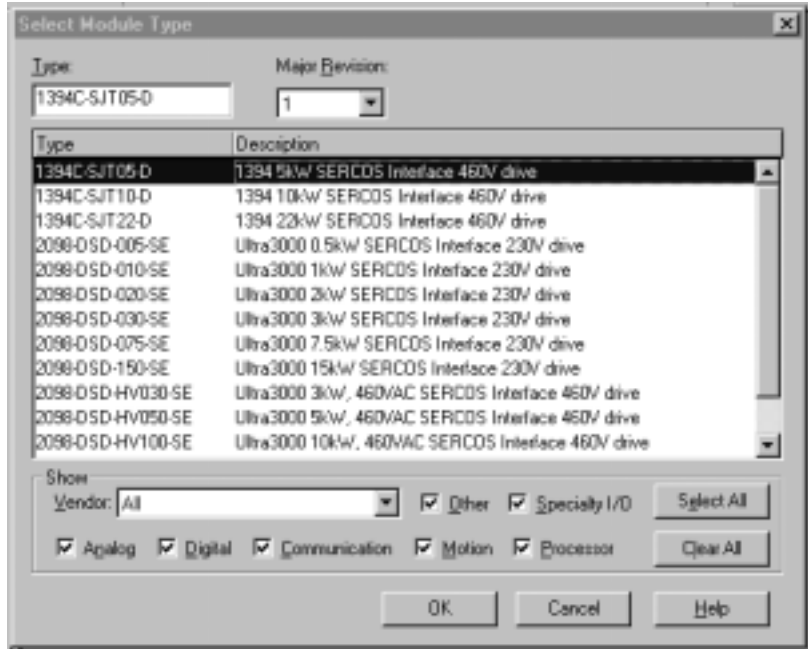 Select Module Type
Type: Major Revision:
1394C-SJT05-D 1
Type Description
1394C-SJT05-D 1394 5kW SERCOS Interface 460V drive
1394C-SJT10-D 1394 10kW SERCOS Interface 460V drive
1394C-SJT22-D 1394 22kW SERCOS Interface 460V drive
2098-DSD-005-SE Ultra3000 0.5kW SERCOS Interface 230V drive
2098-DSD-010-SE Ultra3000 1kW SERCOS Interface 230V drive
2098-DSD-020-SE Ultra3000 2kW SERCOS Interface 230V drive
2098-DSD-030-SE Ultra3000 3kW SERCOS Interface 230V drive
2098-DSD-075-SE Ultra3000 7.5kW SERCOS Interface 230V drive
2098-DSD-150-SE Ultra3000 15kW SERCOS Interface 230V drive
2098-DSD-HV030-SE Ultra3000 3kW, 460VAC SERCOS Interface 460V drive
2098-DSD-HV050-SE Ultra3000 5kW, 460VAC SERCOS Interface 460V drive
2098-DSD-HV100-SE Ultra3000 10kW, 460VAC SERCOS Interface 460V drive
Show
Vendor: All Other Specialty I/O Select All
Analog Digital Communication Motion Processor Clear All
OK Cancel Help